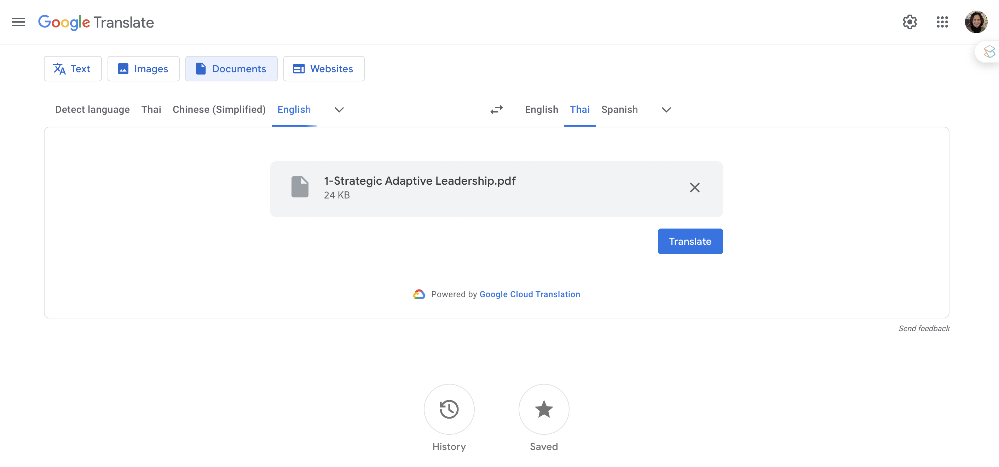 Google Translate
Text Images Documents Websites
Detect language Thai Chinese (Simplified) English English Thai Spanish
1-Strategic Adaptive Leadership.pdf
24 KB
Translate
Powered by Google Cloud Translation
Send feedback
History Saved